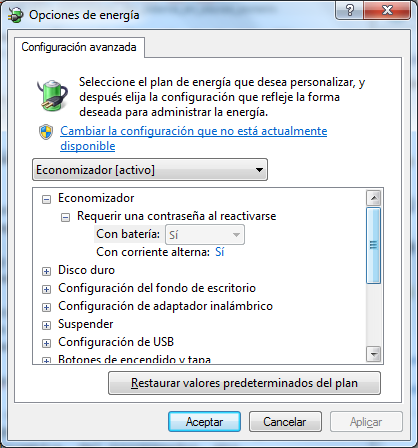 Opciones de energía
Configuración avanzada
Seleccione el plan de energía que desea personalizar, y
después elija la configuración que refleje la forma
deseada para administrar la energía.
Cambiar la configuración que no está actualmente
disponible
Economizador [activo]
Economizador
Requerir una contraseña al reactivarse
Con batería: Sí
Con corriente alterna: Sí
Disco duro
Configuración del fondo de escritorio
Configuración de adaptador inalámbrico
Suspender
Configuración de USB
Botones de encendido y tapa
Restaurar valores predeterminados del plan
Aceptar Cancelar Aplicar